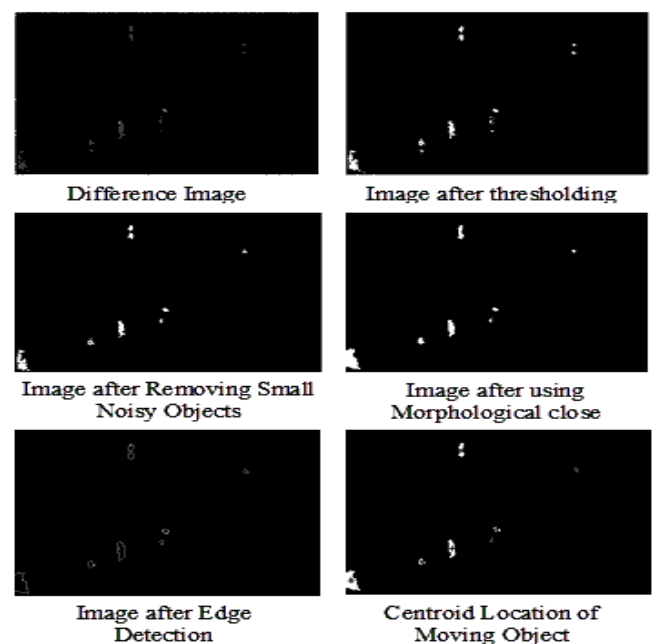 Difference Image
Image after thresholding
Image after Removing Small
Noisy Objects
Image after using
Morphological close
Image after Edge
Detection
Centroid Location of
Moving Object